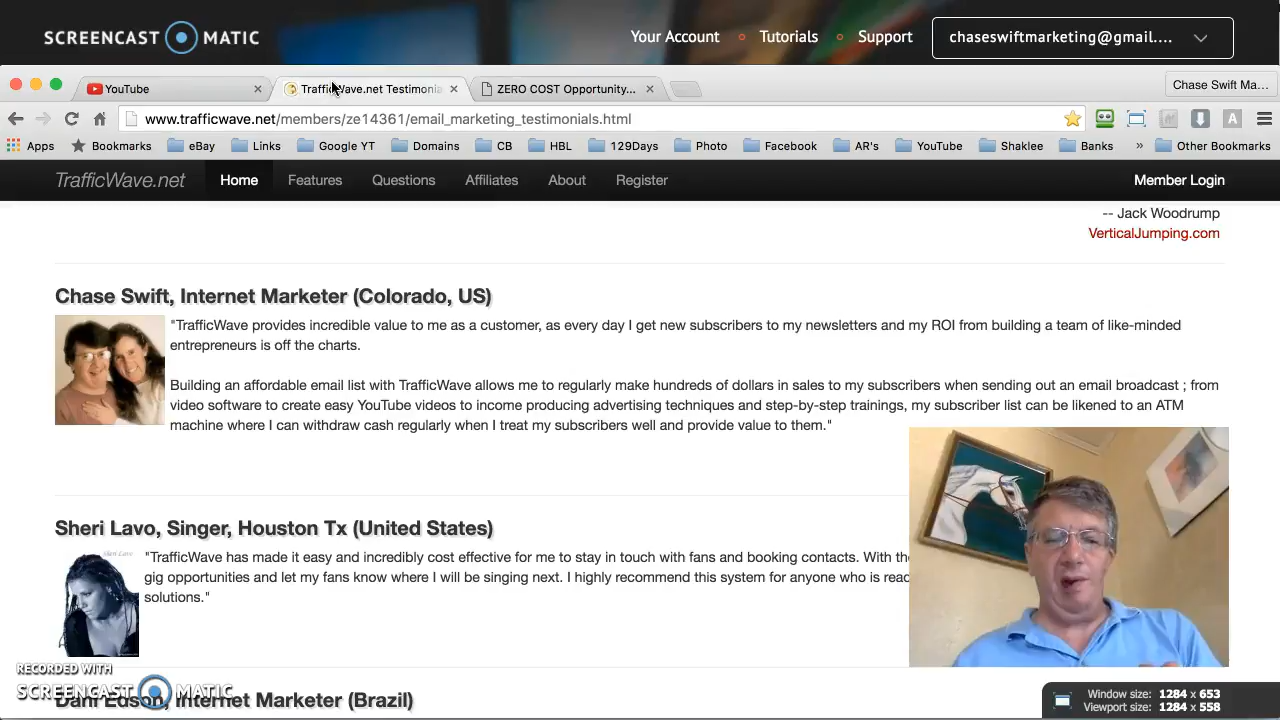 SCREENCAST MATIC
Your Account Tutorials Support chaseswiftmarketing@gmail....
YouTube TrafficWave.net Testimonia ZERO COST Opportunity... Chase Swift Ma...
www.trafficwave.net/members/ze14361/email_marketing_testimonials.html
Apps Bookmarks eBay Links Google YT Domains CB HBL 129Days Photo Facebook AR's YouTube Shaklee Banks » Other Bookmarks
TrafficWave.net Home Features Questions Affiliates About Register Member Login
-- Jack Woodrump
VerticalJumping.com
Chase Swift, Internet Marketer (Colorado, US)
"TrafficWave provides incredible value to me as a customer, as every day I get new subscribers to my newsletters and my ROI from building a team of like-minded
entrepreneurs is off the charts.
Building an affordable email list with TrafficWave allows me to regularly make hundreds of dollars in sales to my subscribers when sending out an email broadcast ; from
video software to create easy YouTube videos to income producing advertising techniques and step-by-step trainings, my subscriber list can be likened to an ATM
machine where I can withdraw cash regularly when I treat my subscribers well and provide value to them."
Sheri Lavo, Singer, Houston Tx (United States)
Sheri Lavo
"TrafficWave has made it easy and incredibly cost effective for me to stay in touch with fans and booking contacts. With the
gig opportunities and let my fans know where I will be singing next. I highly recommend this system for anyone who is
solutions."
RECORDED WITH
SCREENCAST MATIC
Dani Edson, Internet Marketer (Brazil)
Window size: 1284 x 653
Viewport size: 1284 x 558